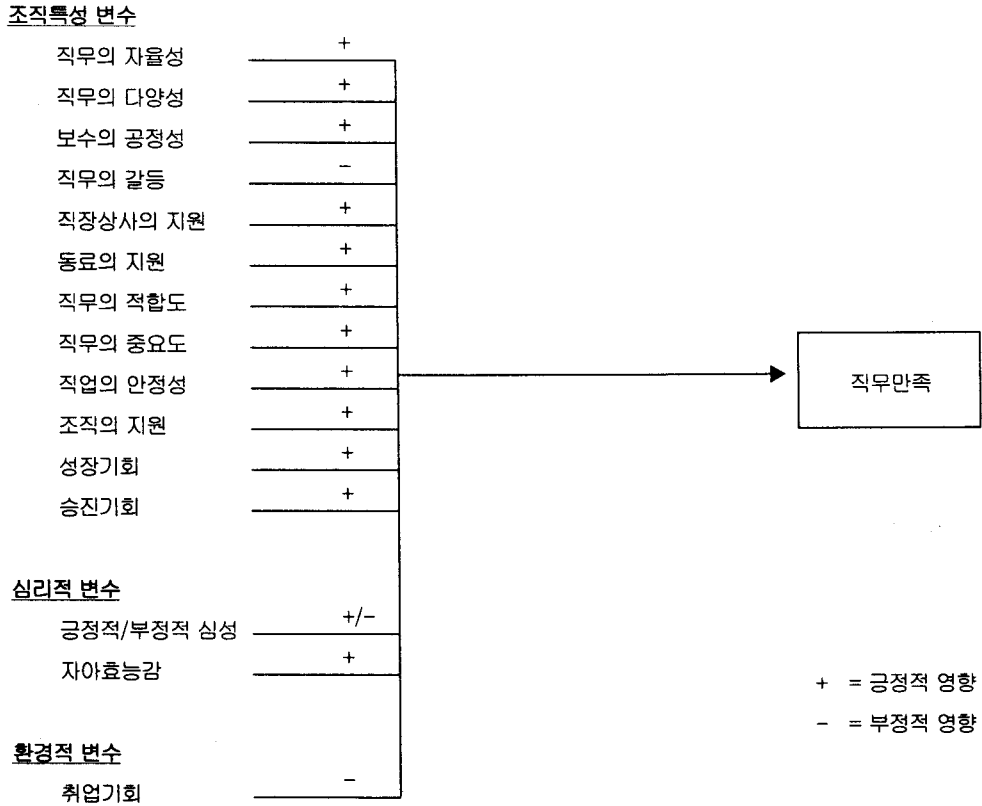 조직특성 변수
직무의 자율성 +
직무의 다양성 +
보수의 공정성 +
직무의 갈등 −
직장상사의 지원 +
동료의 지원 +
직무의 적합도 +
직무의 중요도 +
직업의 안정성 +
직무만족
조직의 지원 +
성장기회 +
승진기회 +
심리적 변수
긍정적/부정적 심성 +/−
자아효능감 +
+ = 긍정적 영향
− = 부정적 영향
환경적 변수
취업기회 −